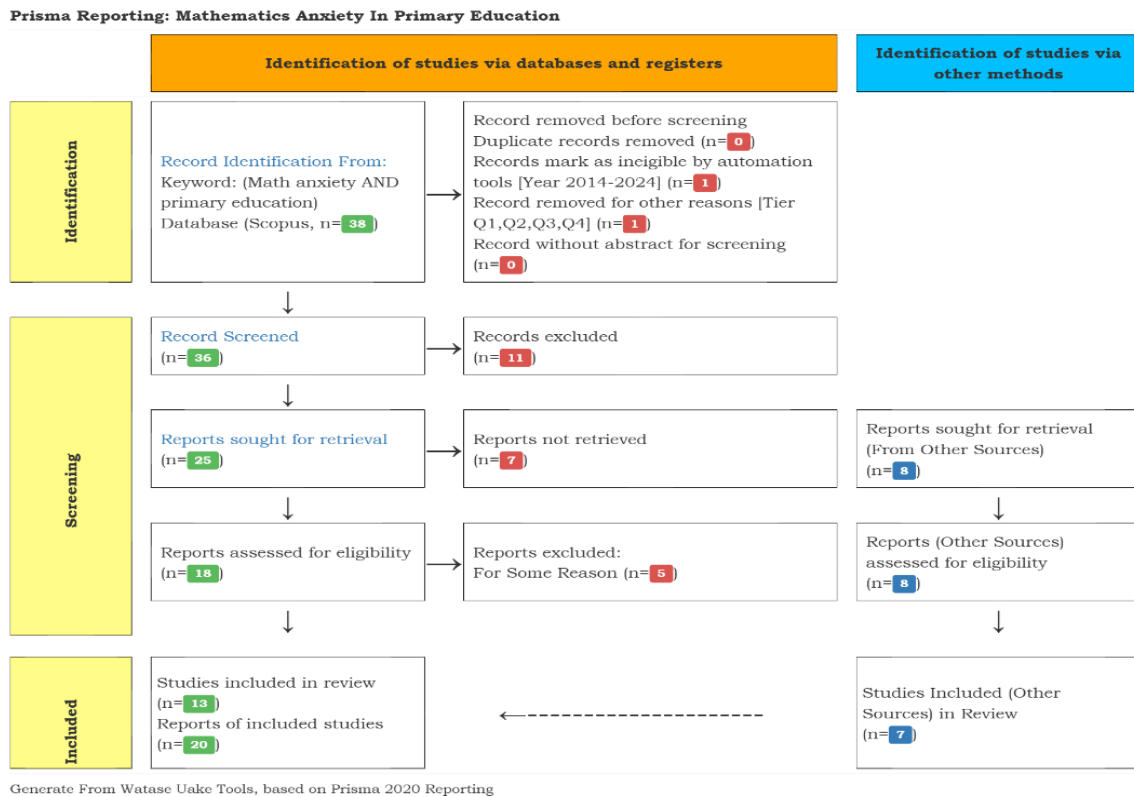 Prisma Reporting: Mathematics Anxiety In Primary Education
Identification of studies via databases and registers
Identification of studies via
other methods
Identification
Record Identification From:
Keyword: (Math anxiety AND
primary education)
Database (Scopus, n=38)
Record removed before screening
Duplicate records removed (n=0)
Records mark as ineigible by automation
tools [Year 2014-2024] (n=1)
Record removed for other reasons [Tier
Q1,Q2,Q3,Q4] (n=1)
Record without abstract for screening
(n=0)
Screening
Record Screened
(n=36)
Records excluded
(n=11)
Reports sought for retrieval
(n=25)
Reports not retrieved
(n=7)
Reports sought for retrieval
(From Other Sources)
(n=8)
Reports assessed for eligibility
(n=18)
Reports excluded:
For Some Reason (n=5)
Reports (Other Sources)
assessed for eligibility
(n=8)
Included
Studies included in review
(n=13)
Reports of included studies
(n=20)
Studies Included (Other
Sources) in Review
(n=7)
Generate From Watase Uake Tools, based on Prisma 2020 Reporting